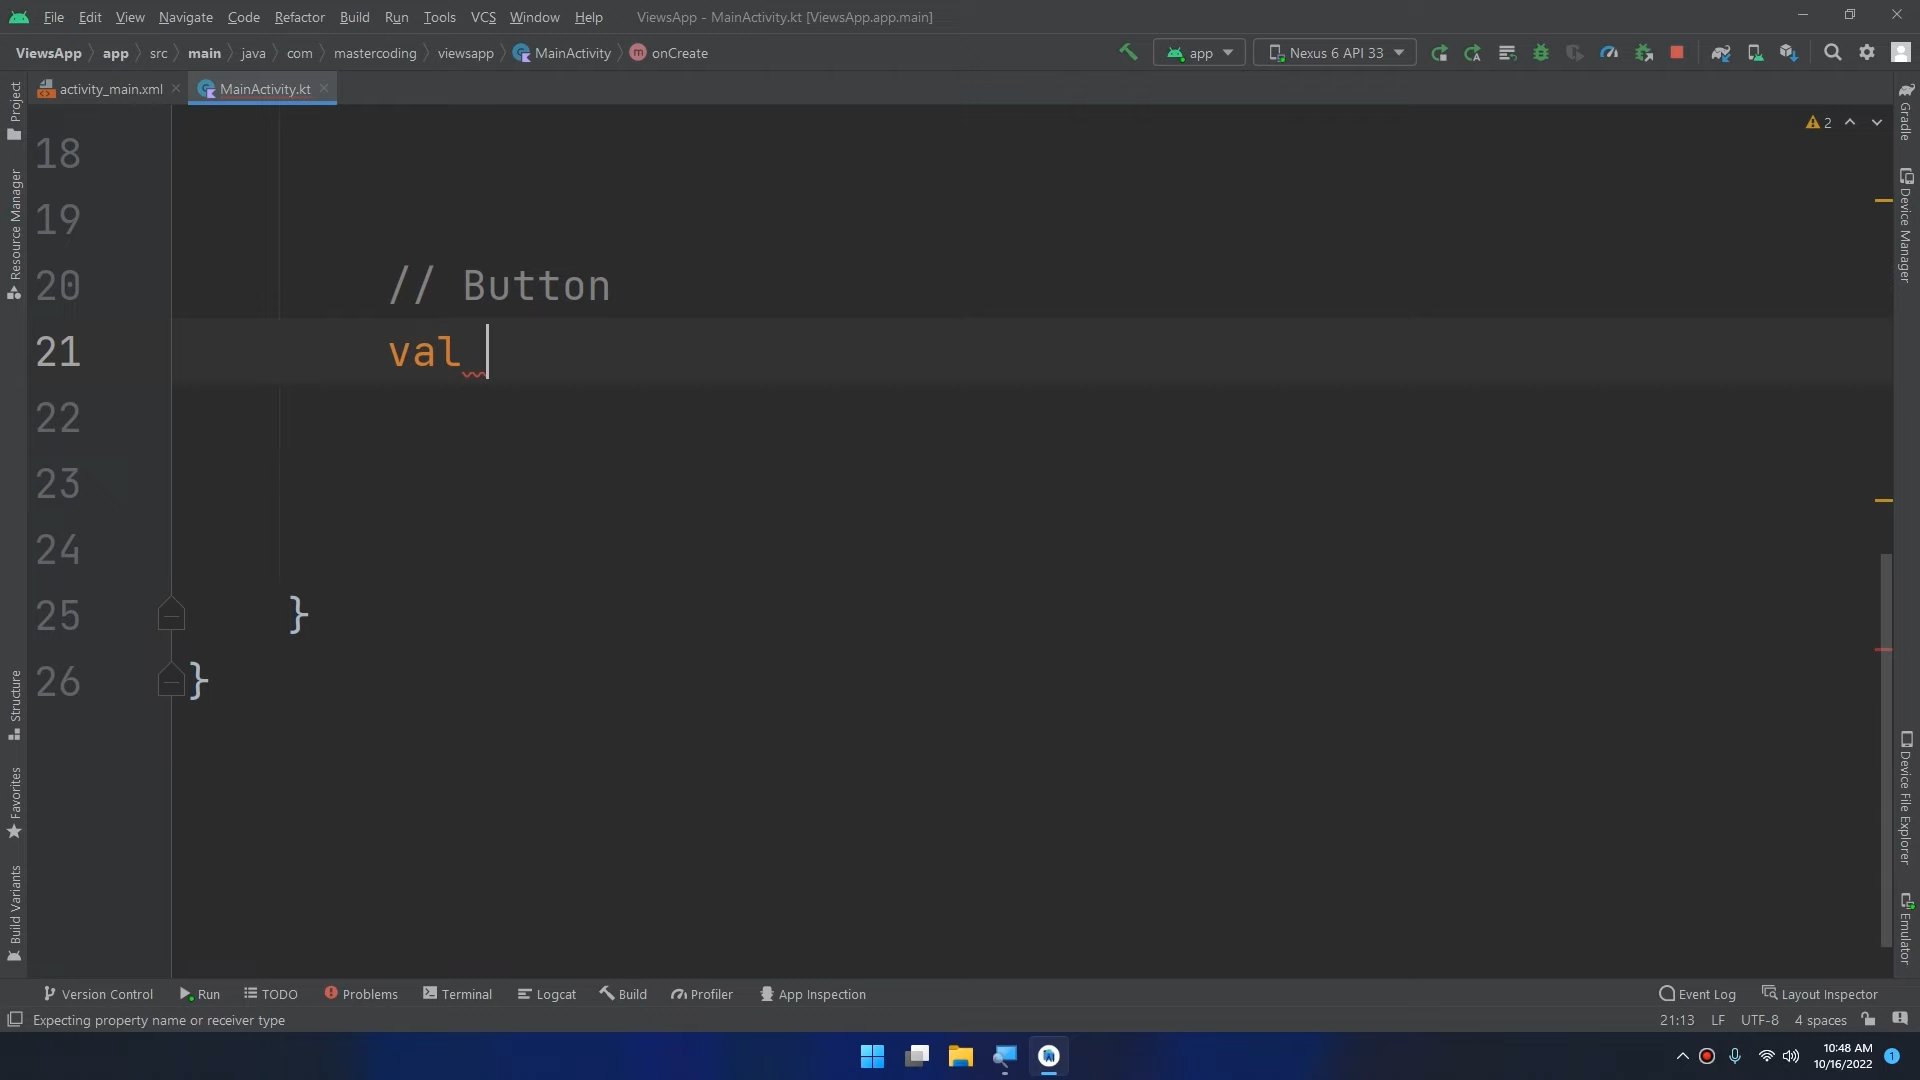 File Edit View Navigate Code Refactor Build Run Tools VCS Window Help ViewsApp - MainActivity.kt [ViewsApp.app.main]
ViewsApp app src main java com mastercoding viewsapp MainActivity m onCreate app Nexus 6 API 33
activity_main.xml MainActivity.kt
2
Project
Resource Manager
Structure
Favorites
Build Variants
18
19
20 // Button
21 val
22
23
24
25 }
26 }
Gradle
Device Manager
Device File Explorer
Emulator
Version Control Run TODO Problems Terminal Logcat Build Profiler App Inspection Event Log Layout Inspector
Expecting property name or receiver type 21:13 LF UTF-8 4 spaces
10:48 AM
10/16/2022 1